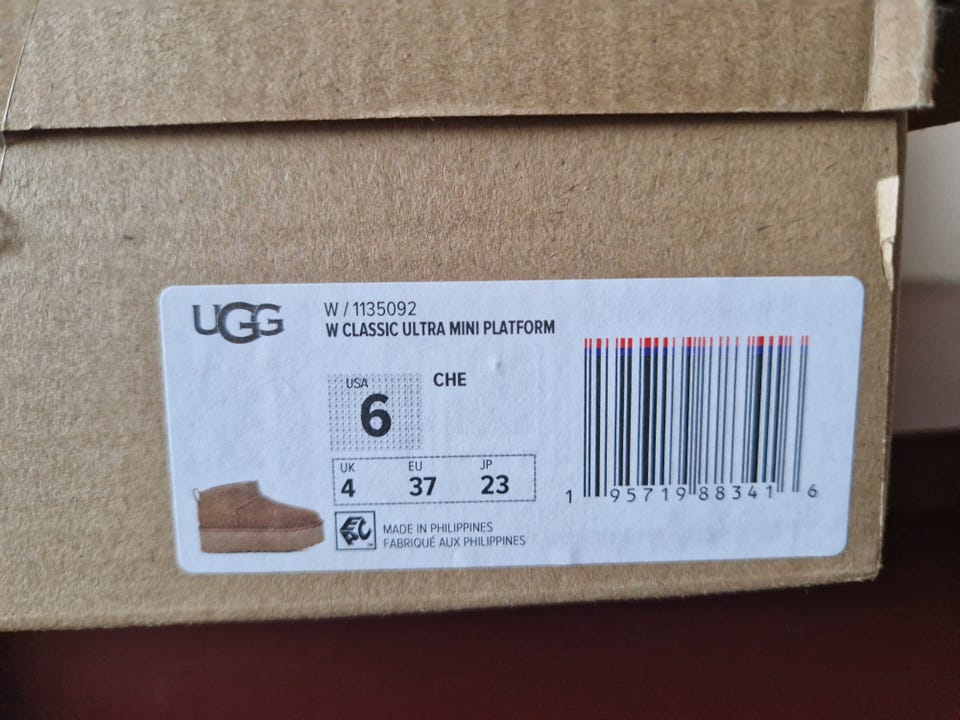 UGG
W / 1135092
W CLASSIC ULTRA MINI PLATFORM
USA
6
CHE
UK EU JP
4 37 23
EPC
MADE IN PHILIPPINES
FABRIQUÉ AUX PHILIPPINES
1 95719 88341 6